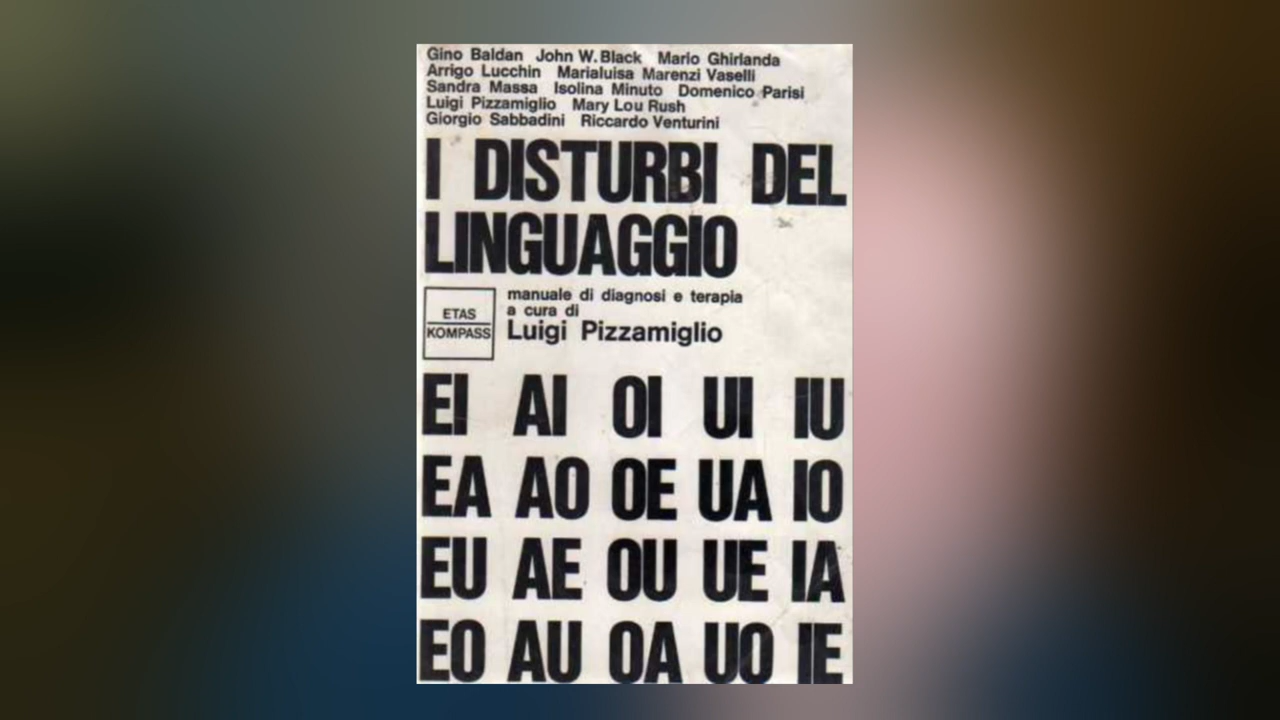 Gino Baldan John W. Black Mario Ghirlanda
Arrigo Lucchin Marialuisa Marenzi Vaselli
Sandra Massa Isolina Minuto Domenico Parisi
Luigi Pizzamiglio Mary Lou Rush
Giorgio Sabbadini Riccardo Venturini
I DISTURBI DEL
LINGUAGGIO
ETAS
KOMPASS
manuale di diagnosi e terapia
a cura di
Luigi Pizzamiglio
EI AI OI UI IU
EA AO OE UA IO
EU AE OU UE IA
EO AU OA UO IE